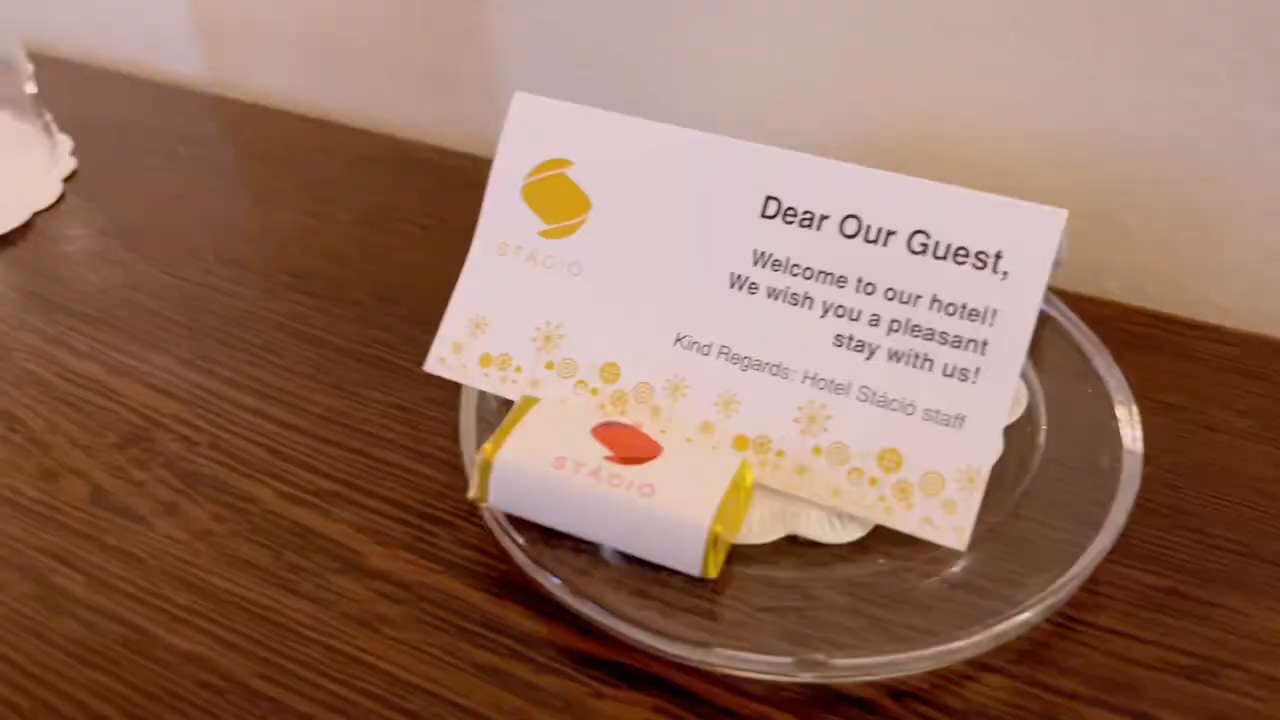 STÁCIÓ
Dear Our Guest,
Welcome to our hotel!
We wish you a pleasant
stay with us!
Kind Regards: Hotel Stáció staff
STÁCIÓ